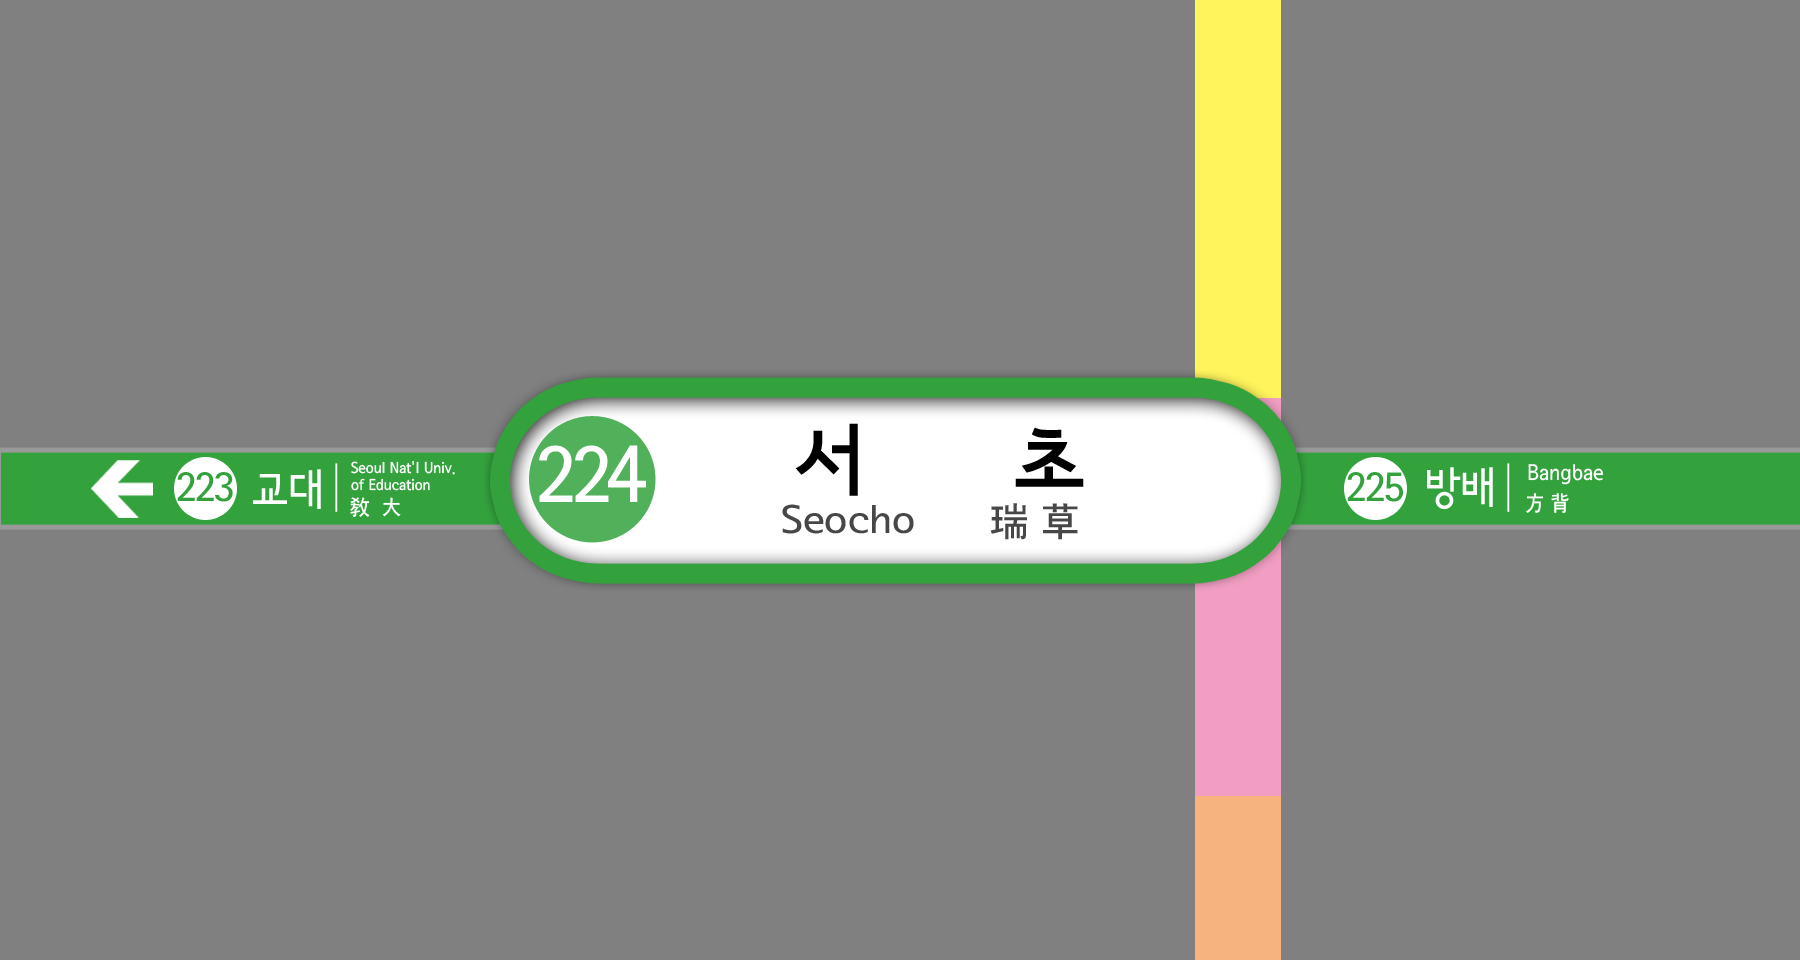 223 교대
Seoul Nat'l Univ.
of Education
敎 大
224 서 초
Seocho 瑞 草
225 방배
Bangbae
方 背